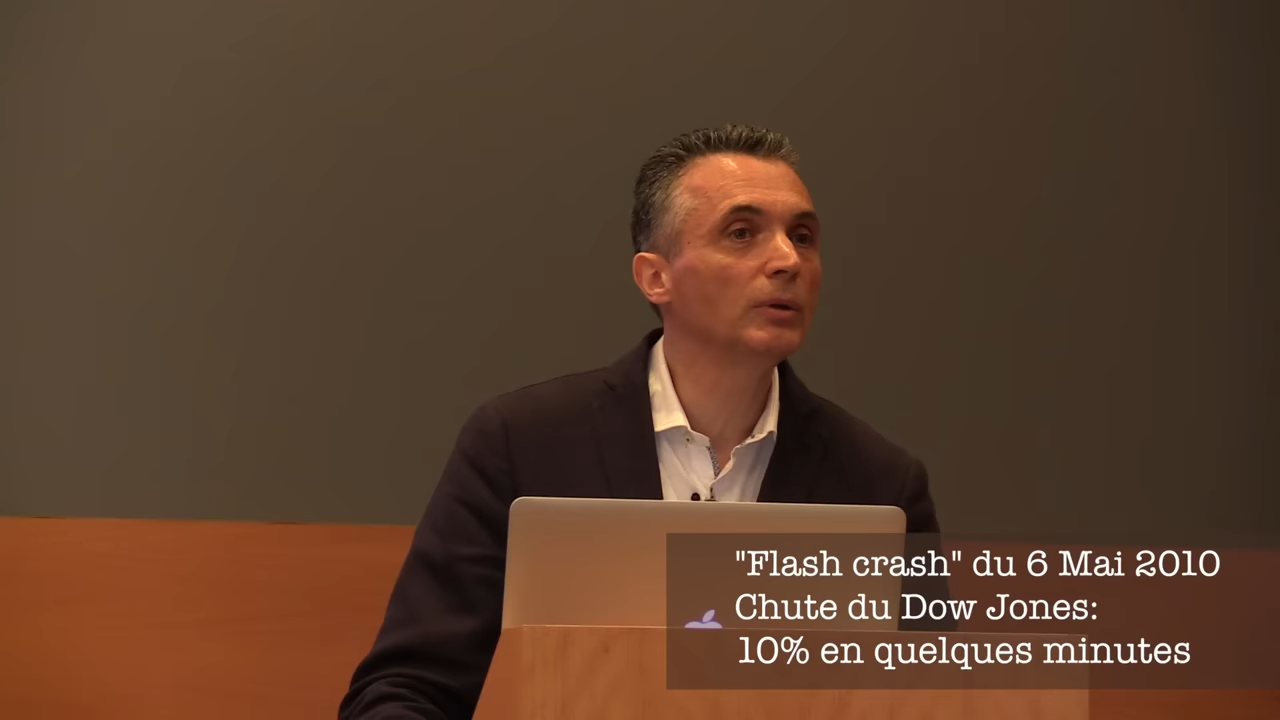 "Flash crash" du 6 Mai 2010
Chute du Dow Jones:
10% en quelques minutes